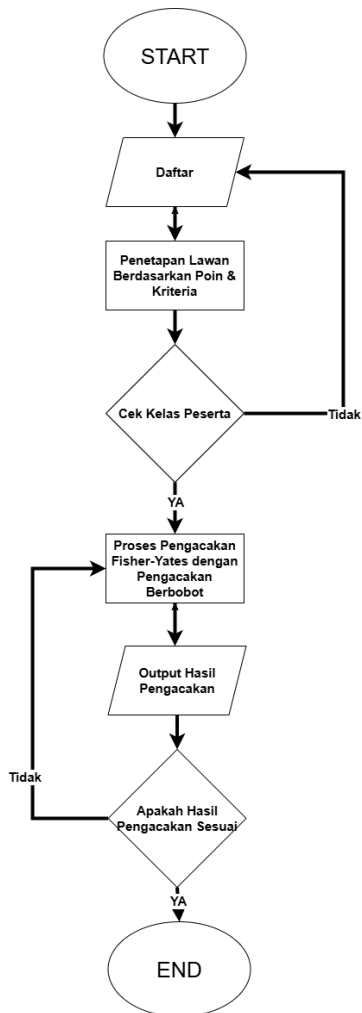 START
Daftar
Penetapan Lawan
Berdasarkan Poin &
Kriteria
Cek Kelas Peserta
Tidak
YA
Proses Pengacakan
Fisher-Yates dengan
Pengacakan
Berbobot
Output Hasil
Pengacakan
Tidak
Apakah Hasil
Pengacakan Sesuai
YA
END